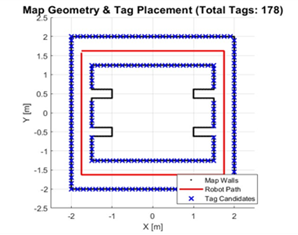 Map Geometry & Tag Placement (Total Tags: 178)
2.5
2
1.5
1
0.5
0
-0.5
-1
-1.5
-2
-2.5
Y [m]
-2 -1 0 1 2
X [m]
Map Walls
Robot Path
Tag Candidates